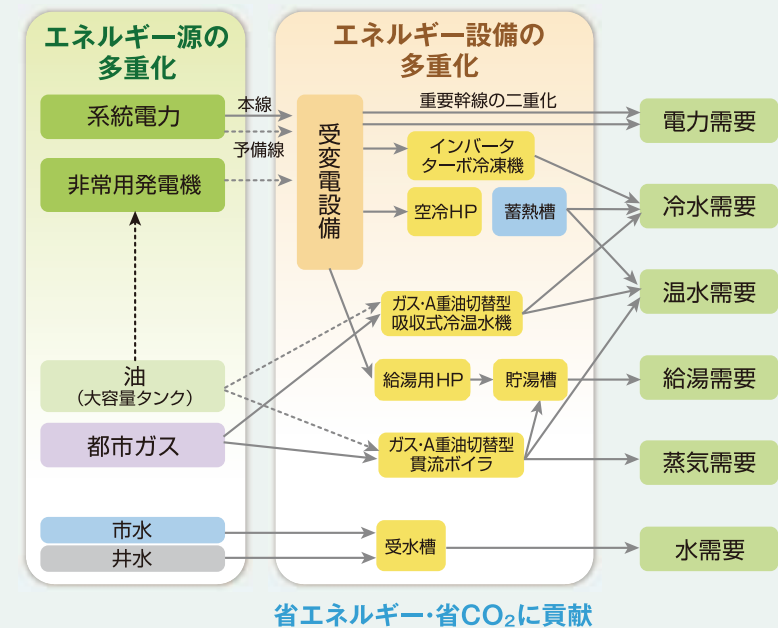 エネルギー源の
多重化
系統電力
非常用発電機
油
(大容量タンク)
都市ガス
市水
井水
本線
予備線
エネルギー設備の
多重化
受変電設備
重要幹線の二重化
インバータ
ターボ冷凍機
空冷HP
蓄熱槽
ガス・A重油切替型
吸収式冷温水機
給湯用HP
貯湯槽
ガス・A重油切替型
貫流ボイラ
受水槽
電力需要
冷水需要
温水需要
給湯需要
蒸気需要
水需要
省エネルギー・省CO₂に貢献